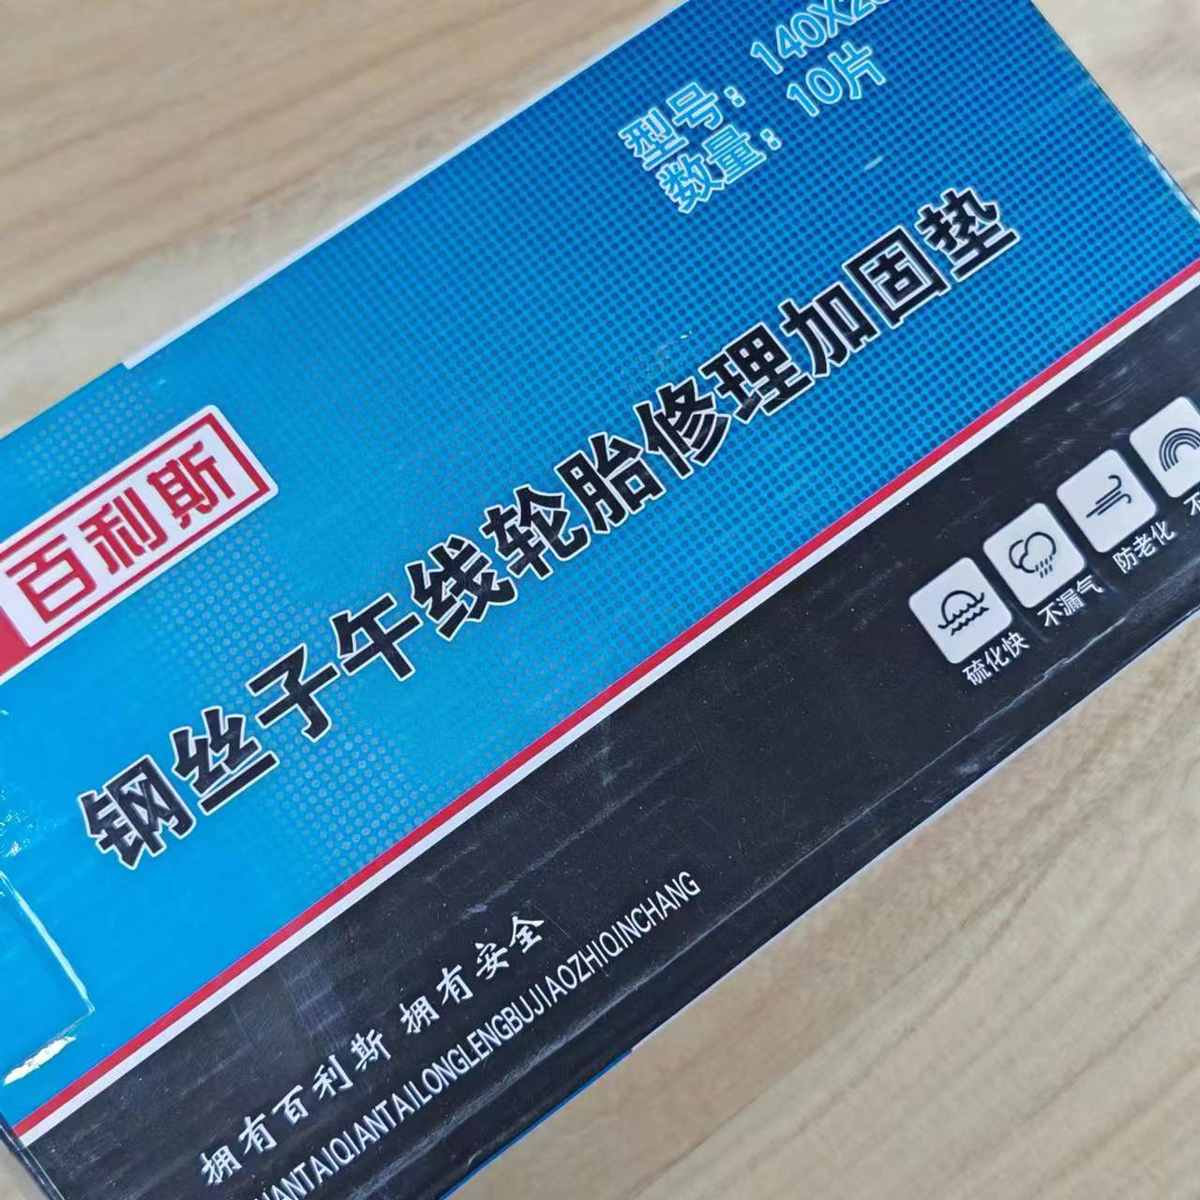 型号：140X2
数量：10片
百利斯
钢丝子午线轮胎修理加固垫
硫化快
不漏气
防老化
不
拥有百利斯 拥有安全
ANTAIQIANTAILONGLENGBUJIAOZHIQINCHANG